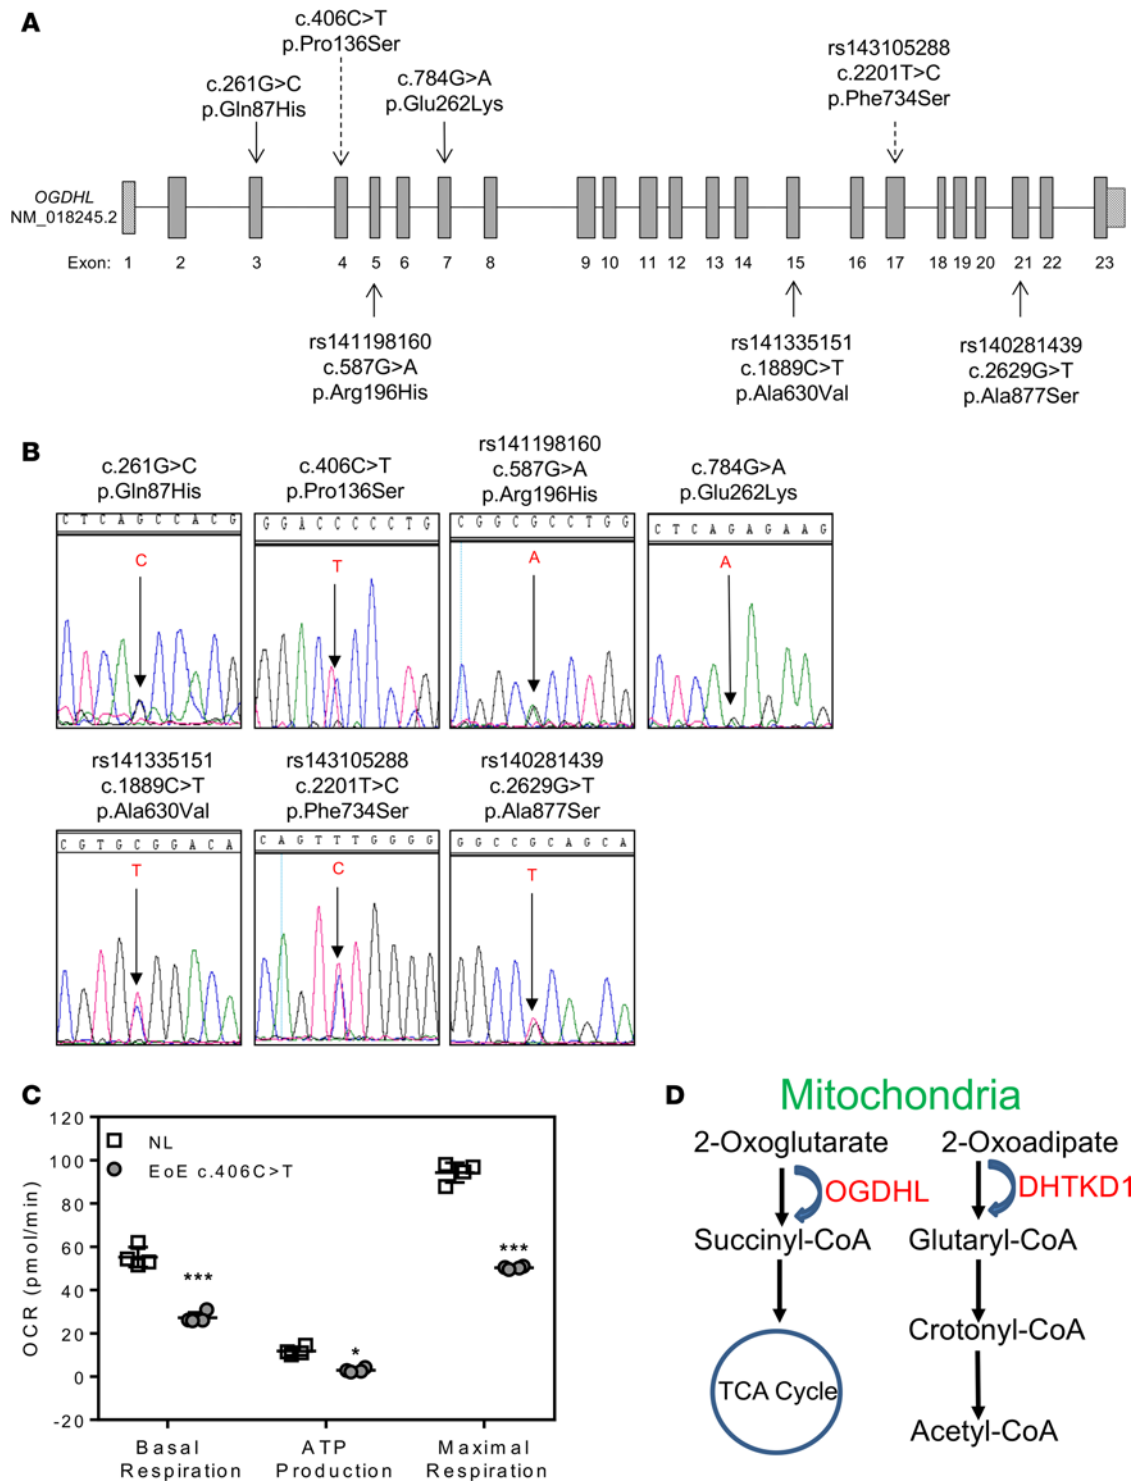 A
c.406C>T
p.Pro136Ser
c.261G>C
p.Gln87His
c.784G>A
p.Glu262Lys
rs143105288
c.2201T>C
p.Phe734Ser
OGDHL
NM_018245.2
Exon: 1 2 3 4 5 6 7 8 9 10 11 12 13 14 15 16 17 18 19 20 21 22 23
rs141198160
c.587G>A
p.Arg196His
rs141335151
c.1889C>T
p.Ala630Val
rs140281439
c.2629G>T
p.Ala877Ser
B
c.261G>C
p.Gln87His
C T C A G C C A C G
C
c.406C>T
p.Pro136Ser
G G A C C C C C T G
T
rs141198160
c.587G>A
p.Arg196His
C G G C G C C T G G
A
c.784G>A
p.Glu262Lys
C T C A G A G A A G
A
rs141335151
c.1889C>T
p.Ala630Val
C G T G C G G A C A
T
rs143105288
c.2201T>C
p.Phe734Ser
C A G T T T G G G G
C
rs140281439
c.2629G>T
p.Ala877Ser
G G C C G C A G C A
T
C
120
100
80
60
40
20
0
-20
OCR (pmol/min)
NL
EoE c.406C>T
***
*
***
Basal
Respiration
ATP
Production
Maximal
Respiration
D
Mitochondria
2-Oxoglutarate
OGDHL
Succinyl-CoA
TCA Cycle
2-Oxoadipate
DHTKD1
Glutaryl-CoA
Crotonyl-CoA
Acetyl-CoA